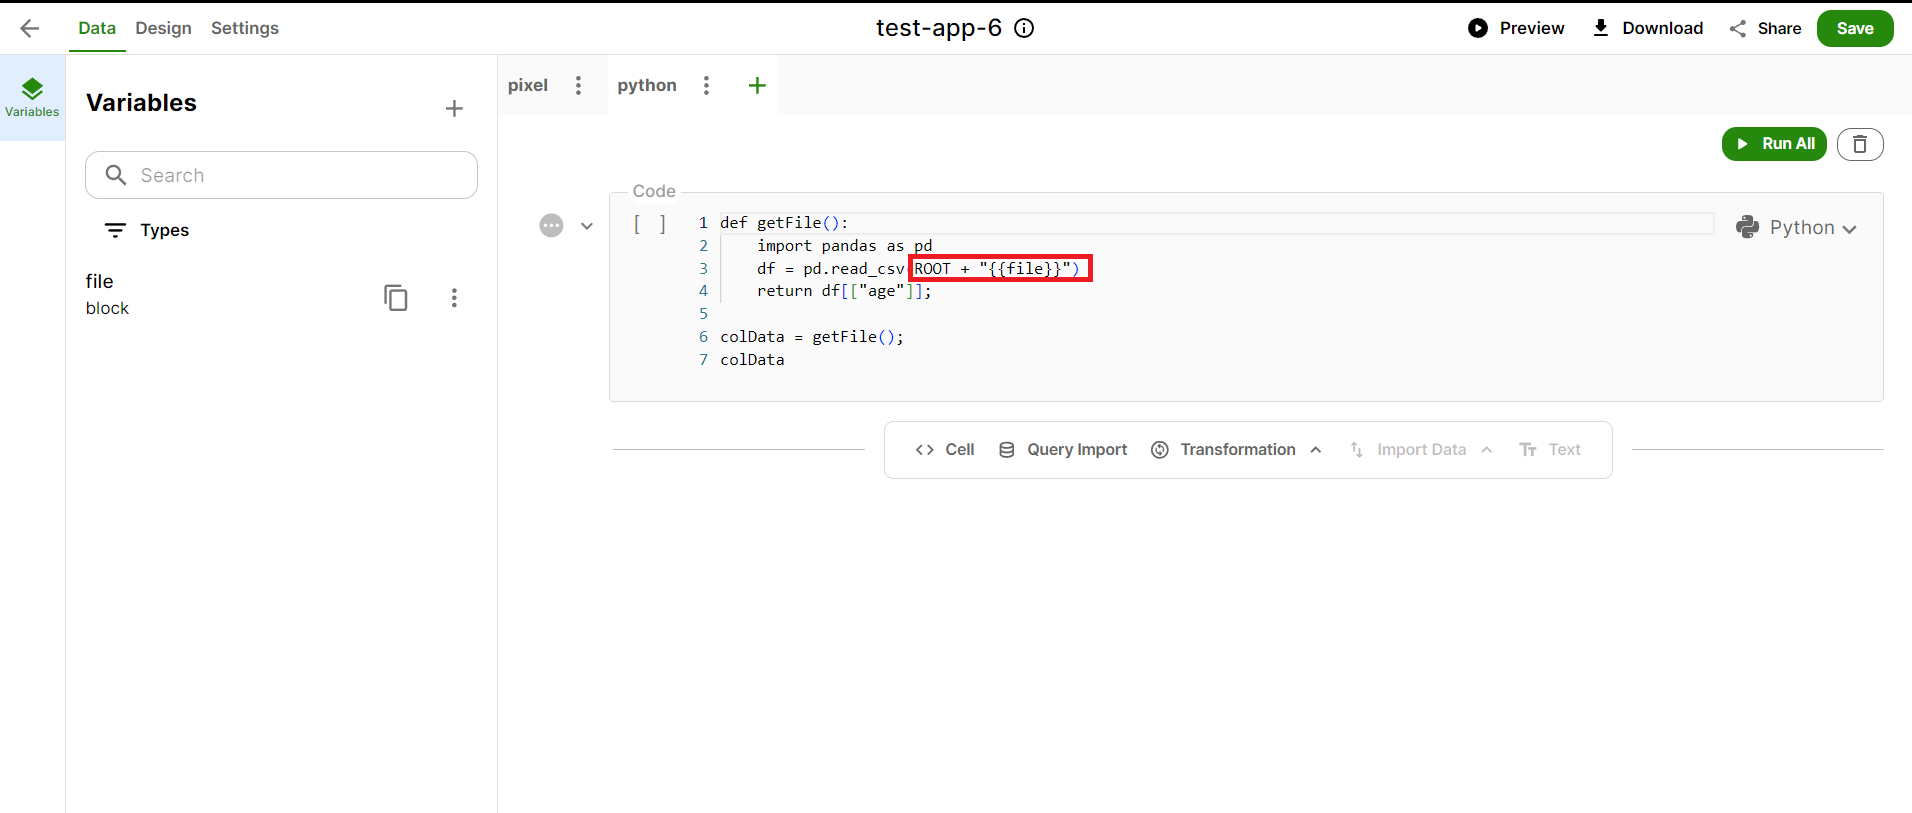 Data Design Settings test-app-6 Preview Download Share Save
Variables
Variables
Search
Types
file
block
pixel python
Run All
Code
[ ]
1 def getFile():
2 import pandas as pd
3 df = pd.read_csv(ROOT + "{{file}}")
4 return df[["age"]];
5
6 colData = getFile();
7 colData
Python
Cell Query Import Transformation Import Data Text